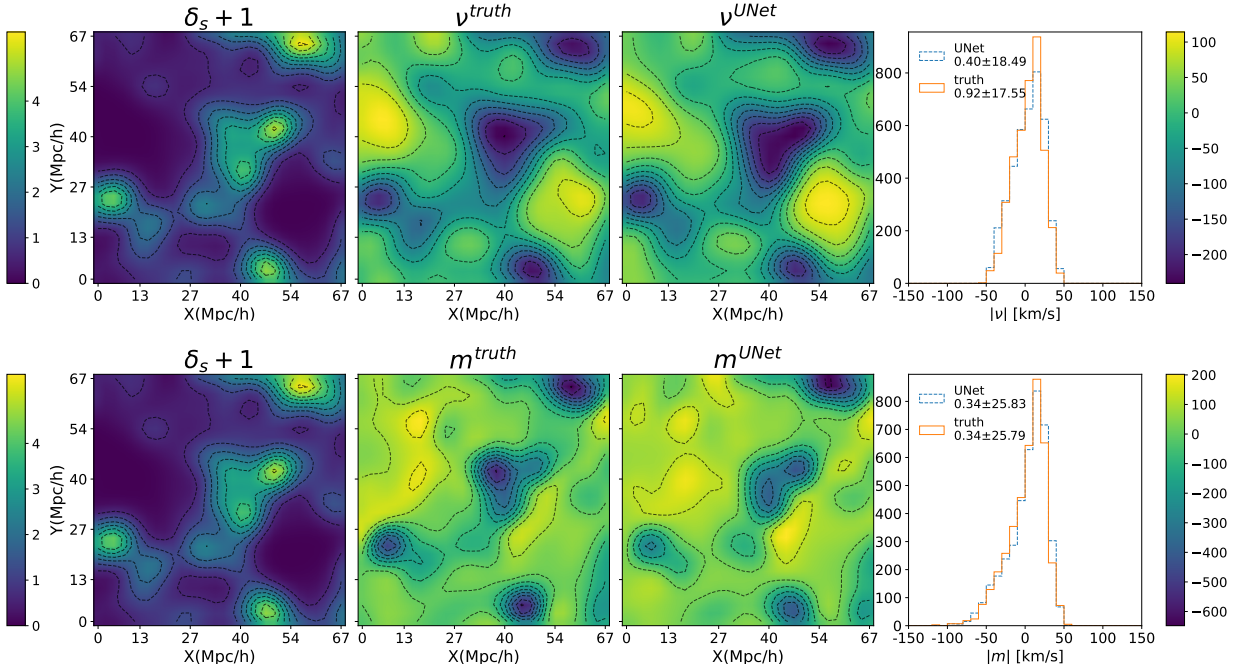 δₛ + 1
ν^truth
ν^UNet
67
54
40
27
13
0
Y(Mpc/h)
4
3
2
1
0
0 13 27 40 54 67
X(Mpc/h)
0 13 27 40 54 67
X(Mpc/h)
0 13 27 40 54 67
X(Mpc/h)
UNet
0.40±18.49
truth
0.92±17.55
800
600
400
200
0
-150 -100 -50 0 50 100 150
|ν| [km/s]
100
50
0
−50
−100
−150
−200
δₛ + 1
m^truth
m^UNet
67
54
40
27
13
0
Y(Mpc/h)
4
3
2
1
0
0 13 27 40 54 67
X(Mpc/h)
0 13 27 40 54 67
X(Mpc/h)
0 13 27 40 54 67
X(Mpc/h)
UNet
0.34±25.83
truth
0.34±25.79
800
700
600
500
400
300
200
100
0
-150 -100 -50 0 50 100 150
|m| [km/s]
200
100
0
−100
−200
−300
−400
−500
−600